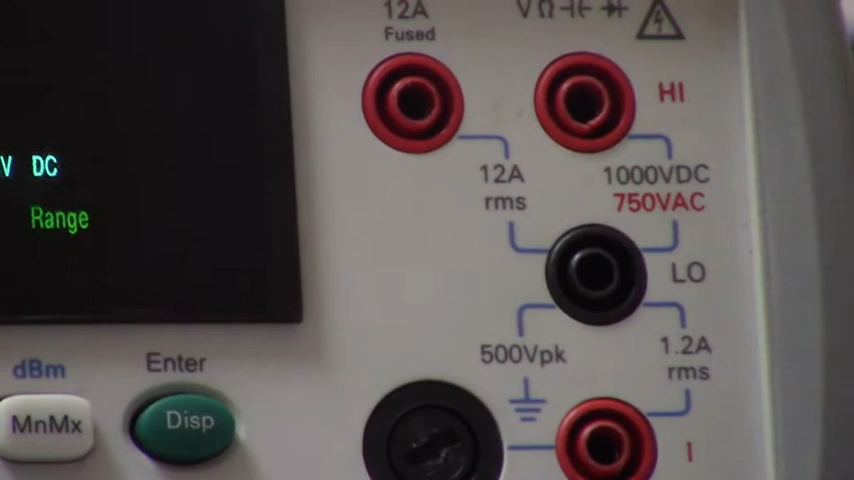 12A
Fused
VΩ
HI
V DC
Range
12A
rms
1000VDC
750VAC
LO
500Vpk
1.2A
rms
dBm
Enter
MnMx
Disp
I